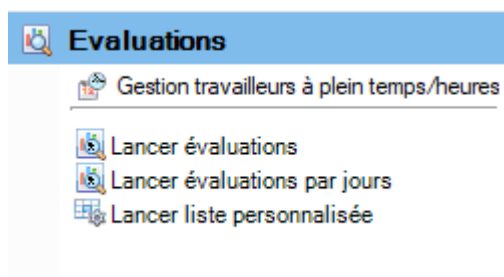 Evaluations
Gestion travailleurs à plein temps/heures
Lancer évaluations
Lancer évaluations par jours
Lancer liste personnalisée